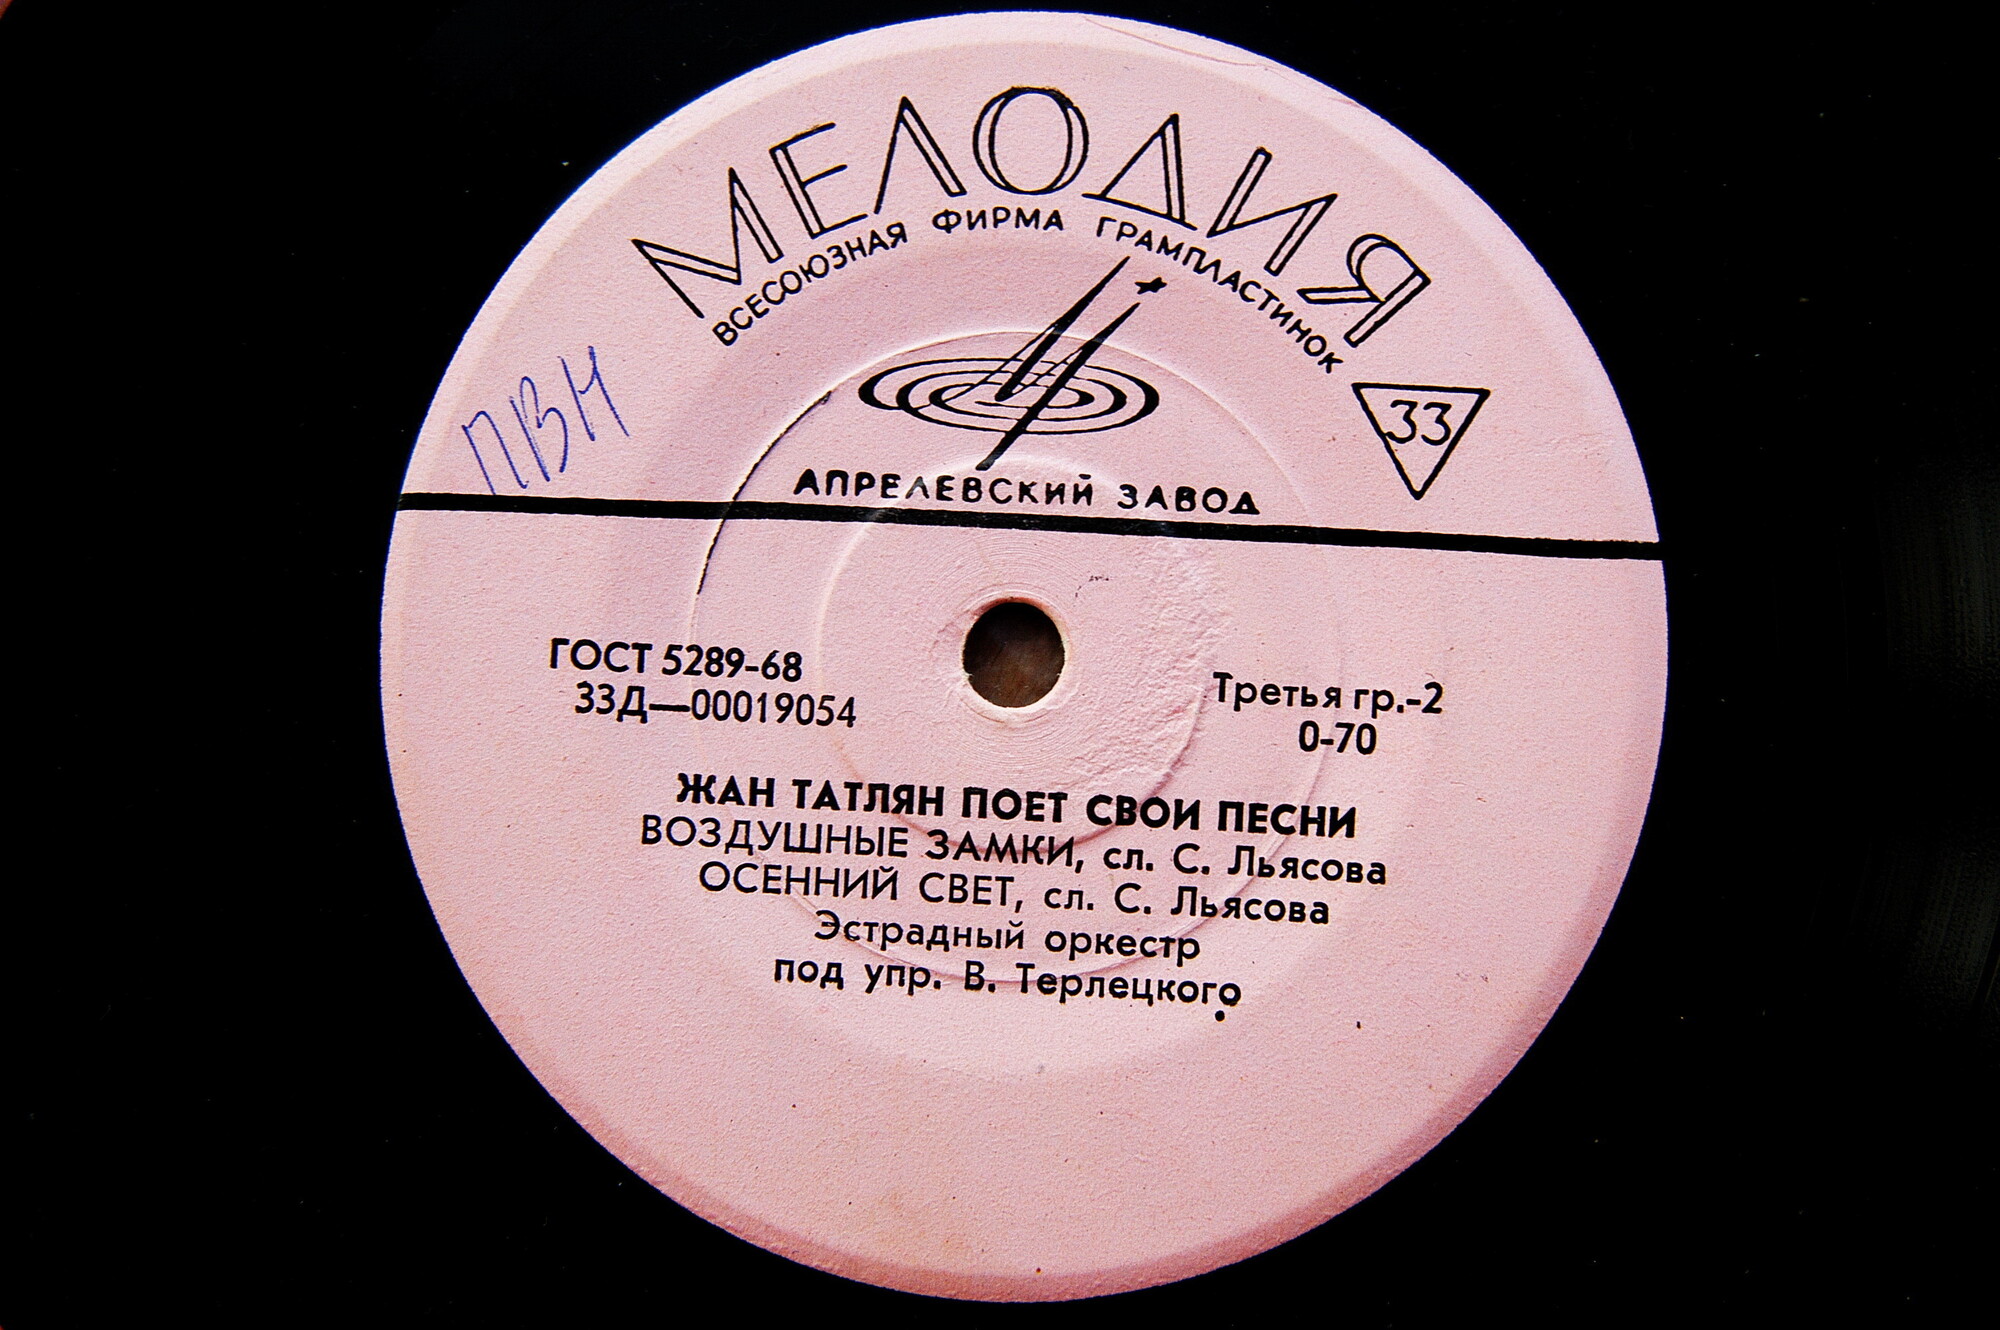 МЕЛОДИЯ
ВСЕСОЮЗНАЯ ФИРМА ГРАМПЛАСТИНОК
33
ПВН
АПРЕЛЕВСКИЙ ЗАВОД
ГОСТ 5289-68
33Д—00019054
Третья гр.-2
0-70
ЖАН ТАТЛЯН ПОЕТ СВОИ ПЕСНИ
ВОЗДУШНЫЕ ЗАМКИ, сл. С. Льясова
ОСЕННИЙ СВЕТ, сл. С. Льясова
Эстрадный оркестр
под упр. В. Терлецкого